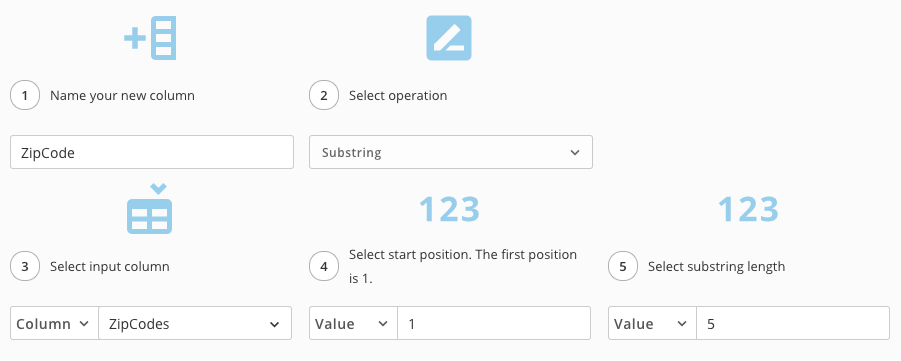 1 Name your new column
2 Select operation
ZipCode
Substring
123
123
3 Select input column
4 Select start position. The first position
is 1.
5 Select substring length
Column ZipCodes
Value 1
Value 5